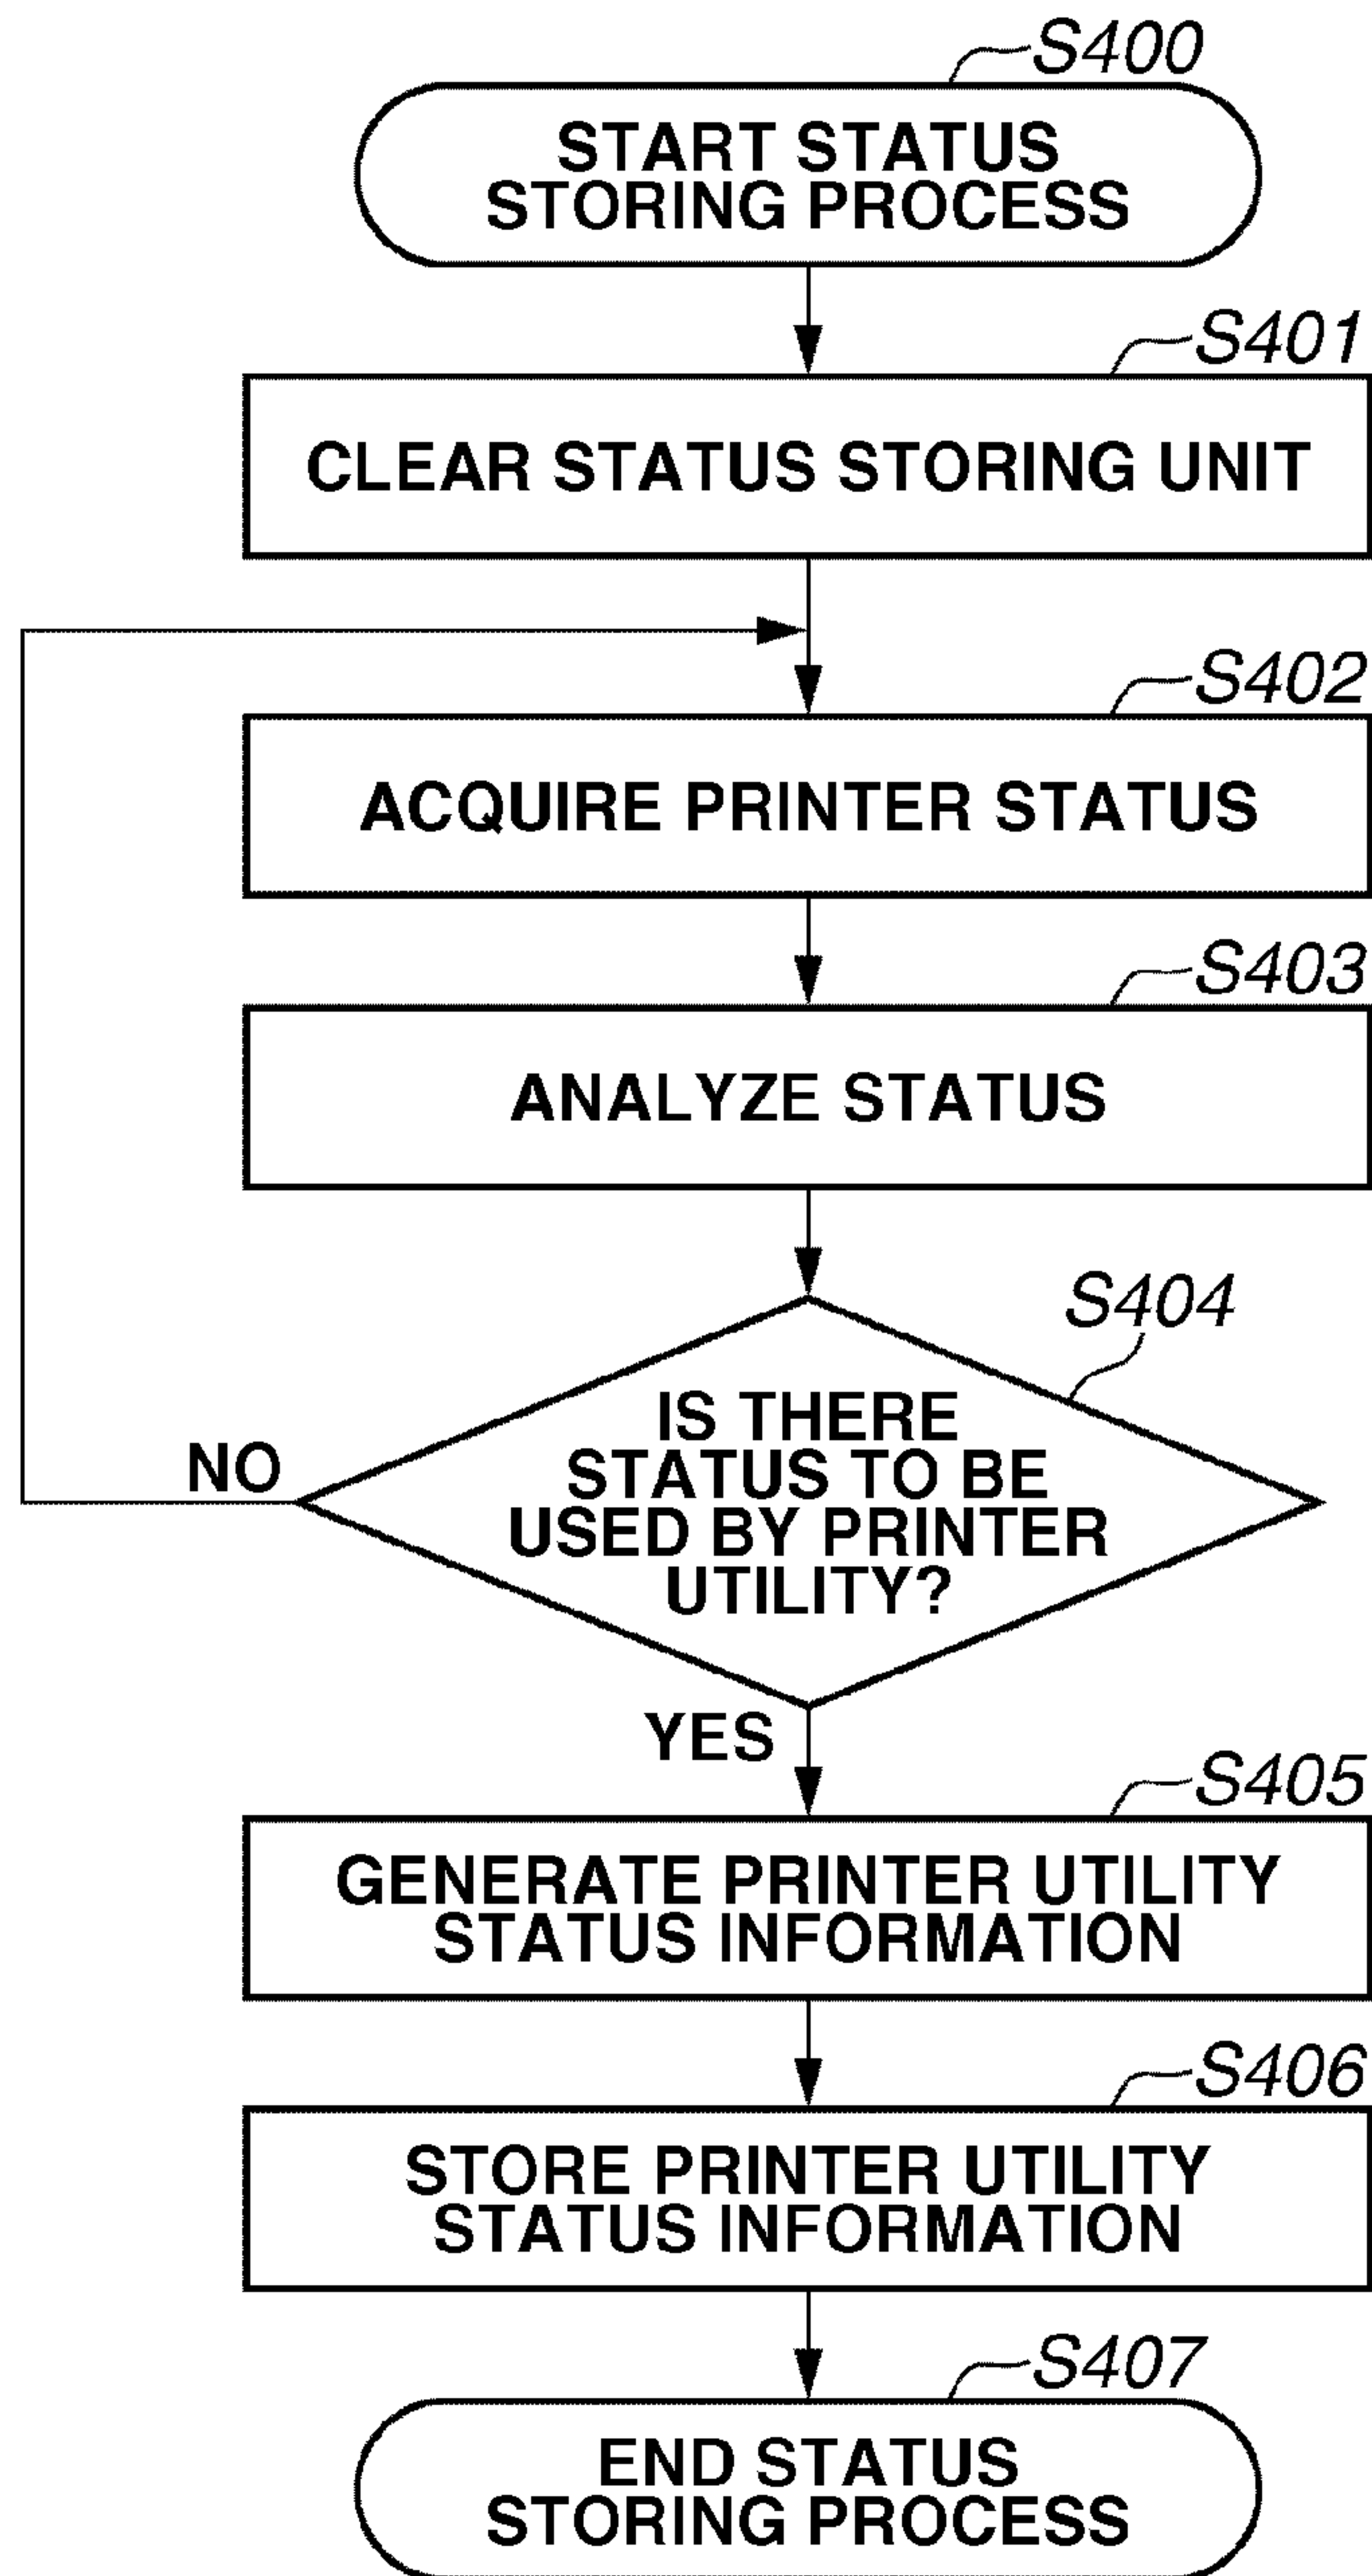 S400
START STATUS
STORING PROCESS
S401
CLEAR STATUS STORING UNIT
S402
ACQUIRE PRINTER STATUS
S403
ANALYZE STATUS
S404
IS THERE
STATUS TO BE
USED BY PRINTER
UTILITY?
NO
YES
S405
GENERATE PRINTER UTILITY
STATUS INFORMATION
S406
STORE PRINTER UTILITY
STATUS INFORMATION
S407
END STATUS
STORING PROCESS